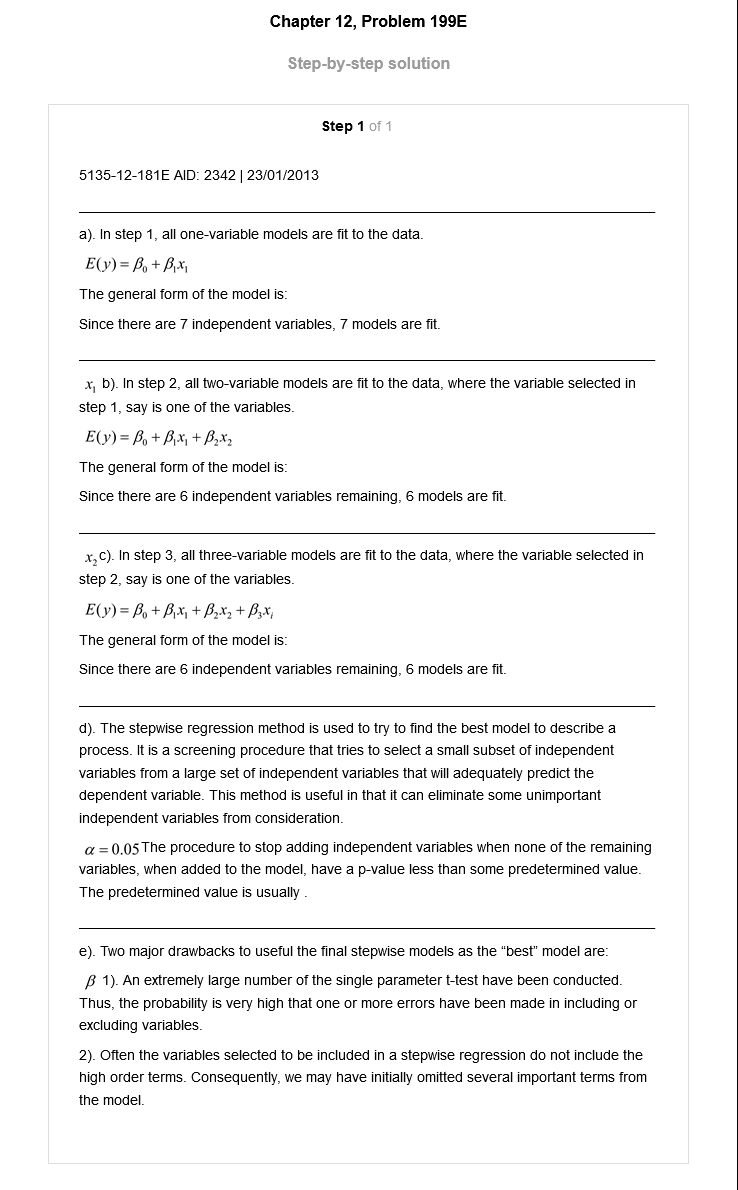 Chapter 12, Problem 199E
Step-by-step solution
Step 1 of 1
5135-12-181E AID: 2342 | 23/01/2013
a). In step 1, all one-variable models are fit to the data.
E(y) = β₀ + β₁x₁
The general form of the model is:
Since there are 7 independent variables, 7 models are fit.
x₁ b). In step 2, all two-variable models are fit to the data, where the variable selected in
step 1, say is one of the variables.
E(y) = β₀ + β₁x₁ + β₂x₂
The general form of the model is:
Since there are 6 independent variables remaining, 6 models are fit.
x₂c). In step 3, all three-variable models are fit to the data, where the variable selected in
step 2, say is one of the variables.
E(y) = β₀ + β₁x₁ + β₂x₂ + β₃xᵢ
The general form of the model is:
Since there are 6 independent variables remaining, 6 models are fit.
d). The stepwise regression method is used to try to find the best model to describe a
process. It is a screening procedure that tries to select a small subset of independent
variables from a large set of independent variables that will adequately predict the
dependent variable. This method is useful in that it can eliminate some unimportant
independent variables from consideration.
α = 0.05The procedure to stop adding independent variables when none of the remaining
variables, when added to the model, have a p-value less than some predetermined value.
The predetermined value is usually .
e). Two major drawbacks to useful the final stepwise models as the “best” model are:
β 1). An extremely large number of the single parameter t-test have been conducted.
Thus, the probability is very high that one or more errors have been made in including or
excluding variables.
2). Often the variables selected to be included in a stepwise regression do not include the
high order terms. Consequently, we may have initially omitted several important terms from
the model.